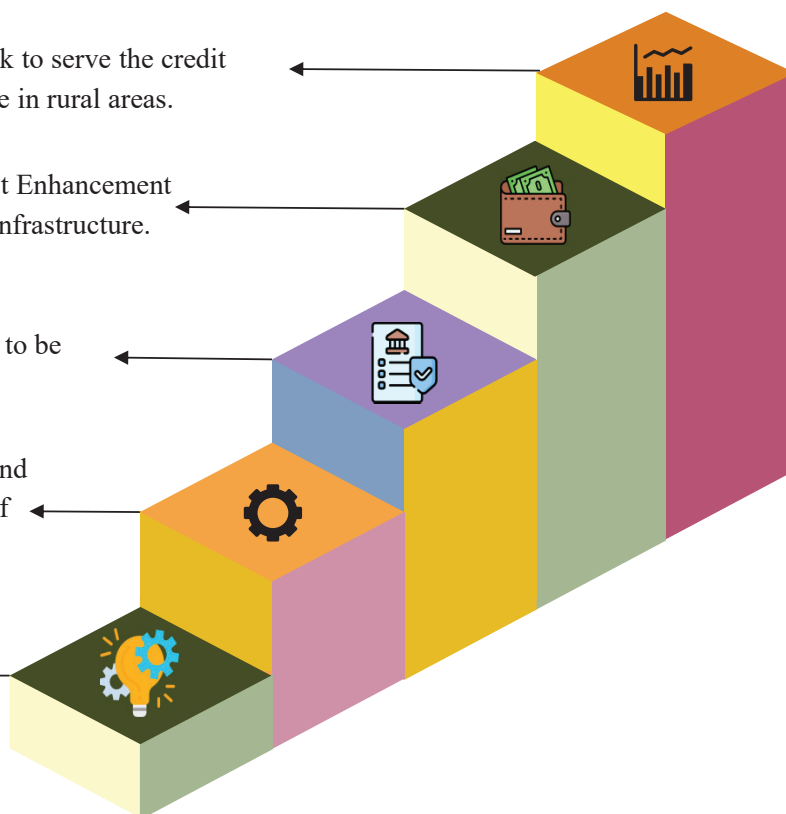 k to serve the credit
e in rural areas.
t Enhancement
nfrastructure.
to be
nd
f